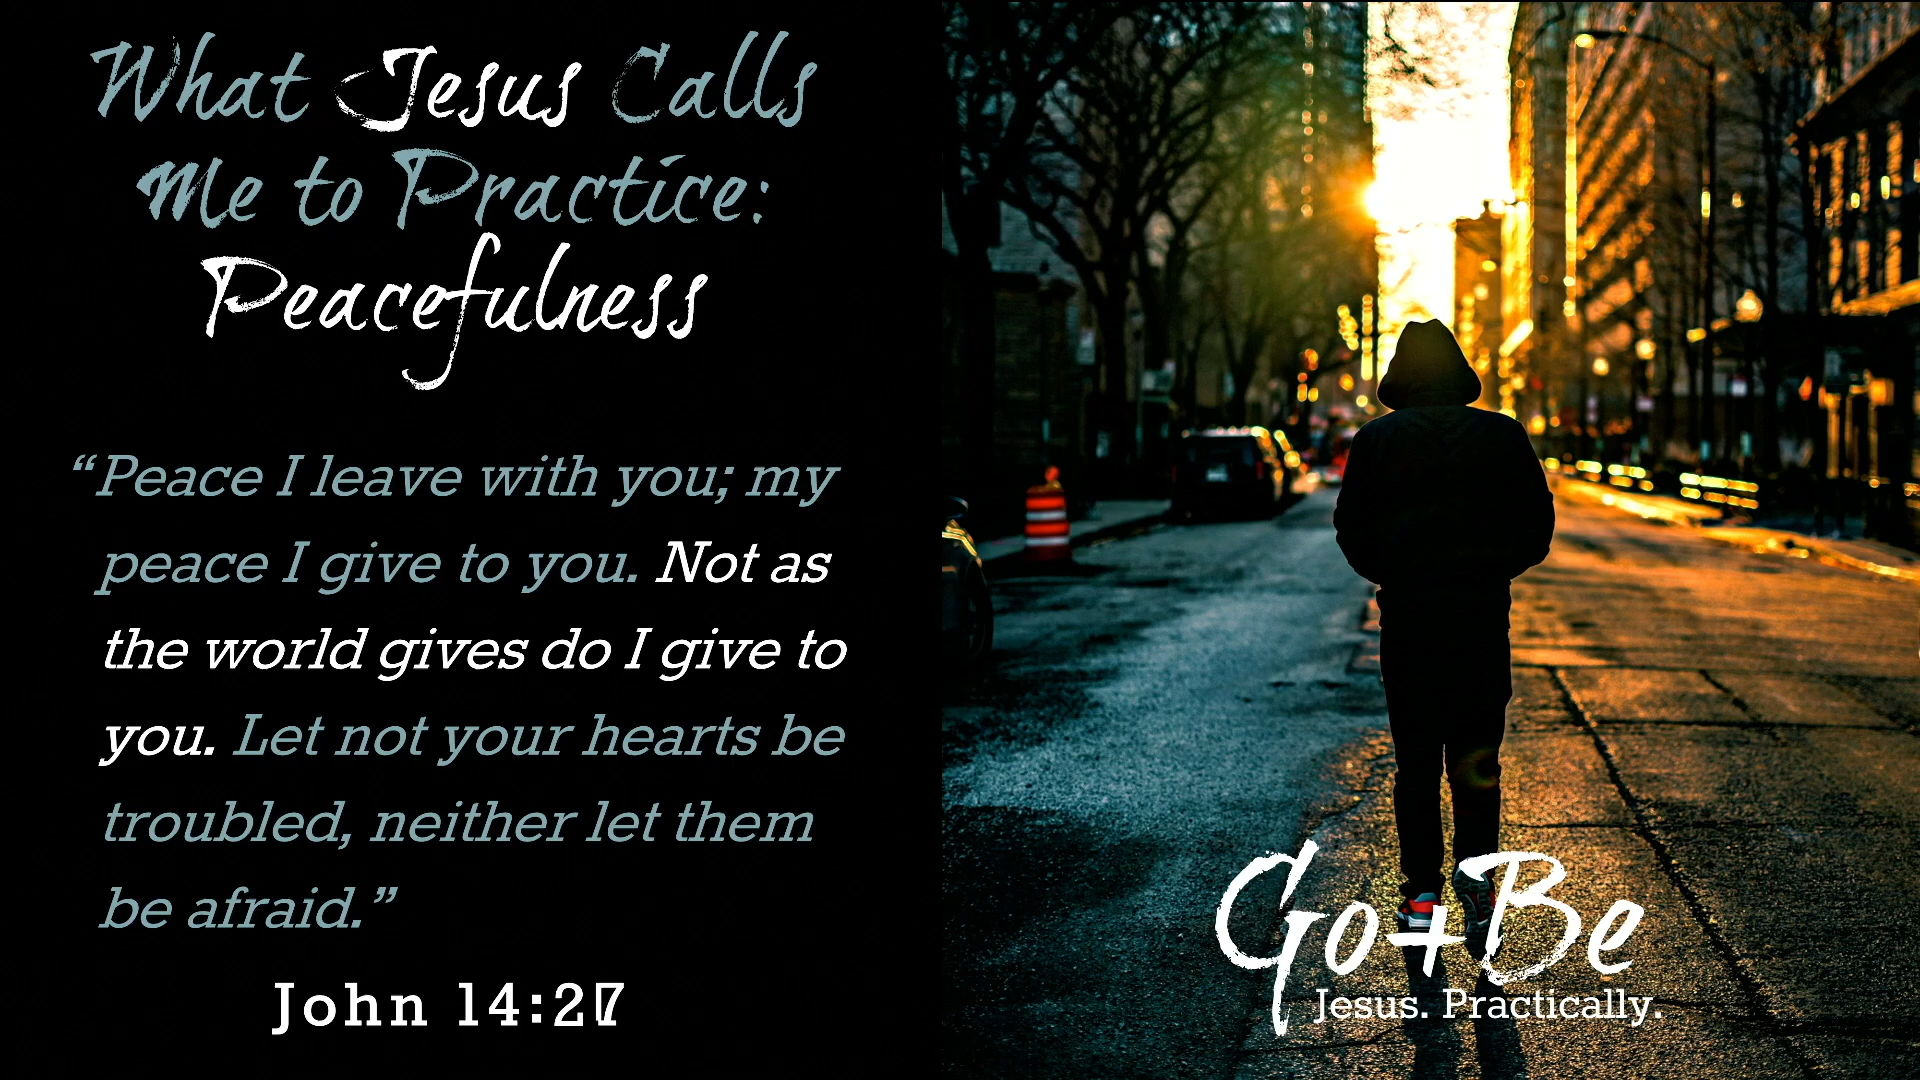 What Jesus Calls
Me to Practice:
Peacefulness
“Peace I leave with you; my
peace I give to you. Not as
the world gives do I give to
you. Let not your hearts be
troubled, neither let them
be afraid.”
John 14:27
Go+Be
Jesus. Practically.